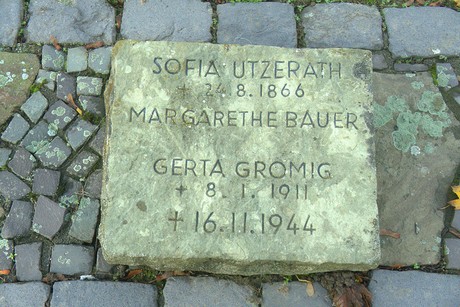 SOFIA UTZERATH
+ 24.8.1866
MARGARETHE BAUER
GERTA GROMIG
+ 8.1.1911
+ 16.11.1944